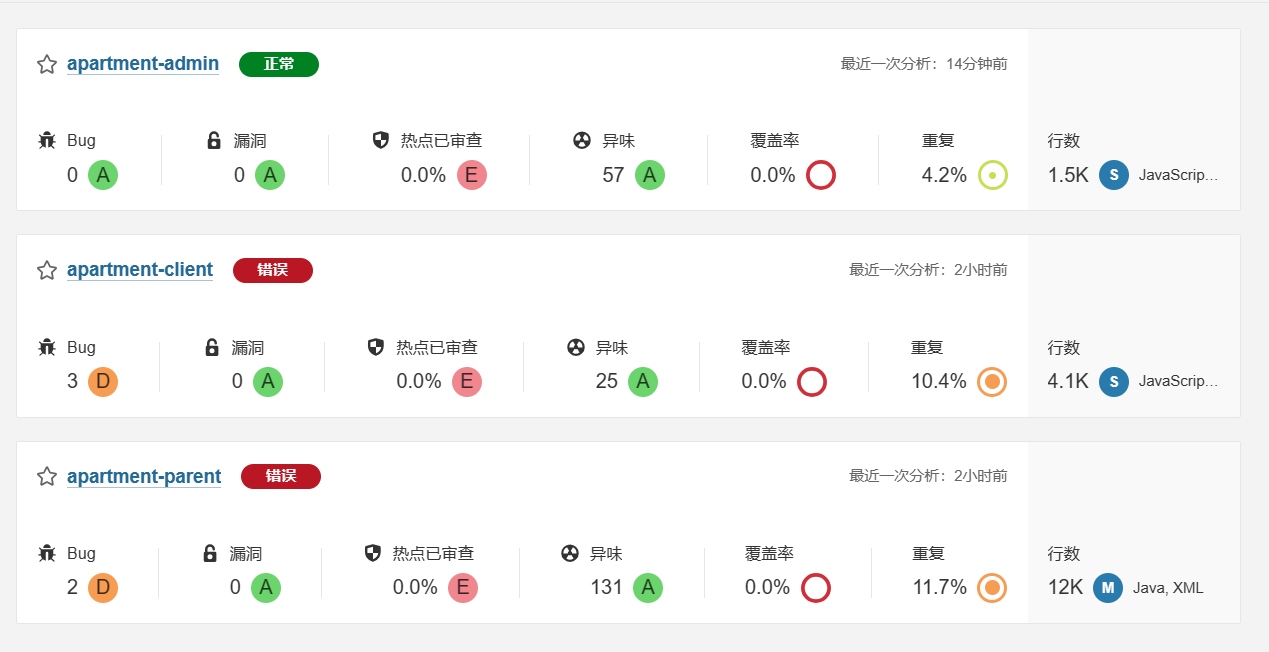 apartment-admin 正常 最近一次分析：14分钟前
Bug 漏洞 热点已审查 异味 覆盖率 重复 行数
0 A 0 A 0.0% E 57 A 0.0% 4.2% 1.5K S JavaScrip...
apartment-client 错误 最近一次分析：2小时前
Bug 漏洞 热点已审查 异味 覆盖率 重复 行数
3 D 0 A 0.0% E 25 A 0.0% 10.4% 4.1K S JavaScrip...
apartment-parent 错误 最近一次分析：2小时前
Bug 漏洞 热点已审查 异味 覆盖率 重复 行数
2 D 0 A 0.0% E 131 A 0.0% 11.7% 12K M Java, XML